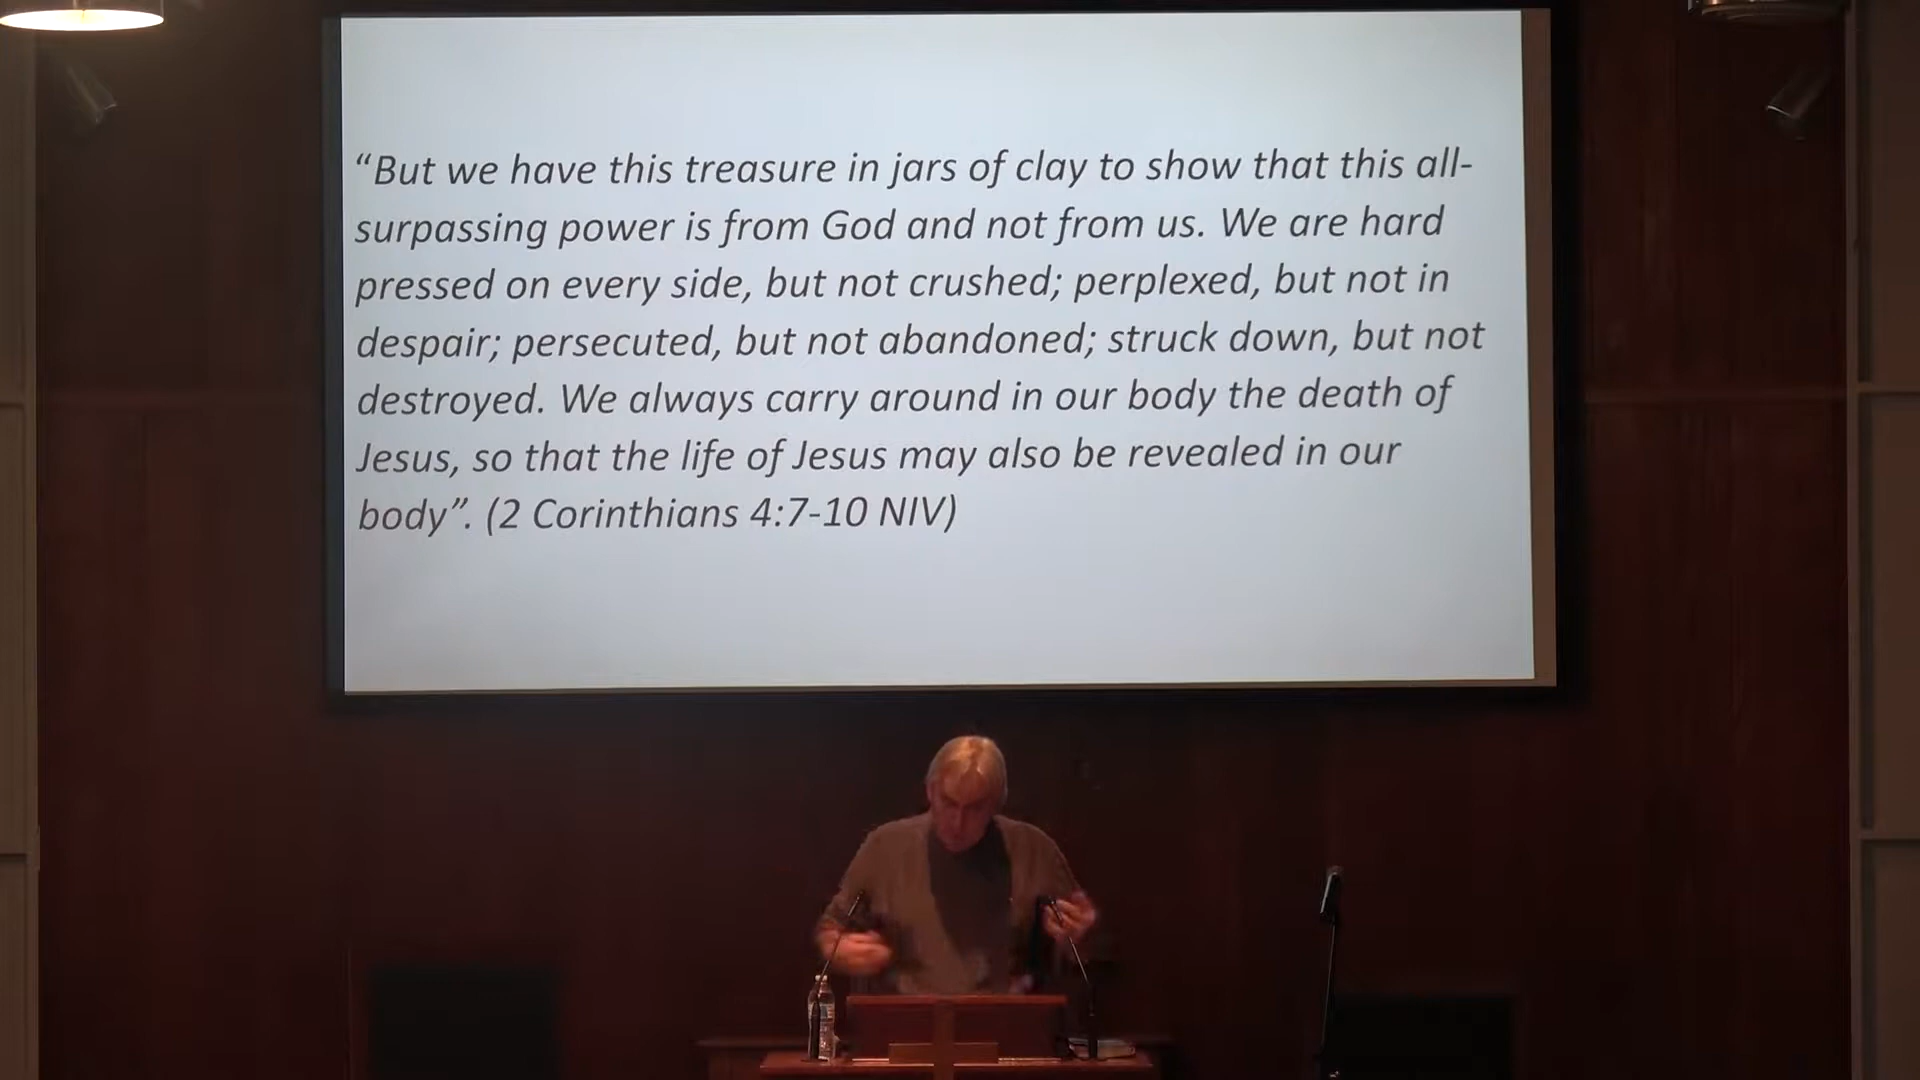 “But we have this treasure in jars of clay to show that this all-
surpassing power is from God and not from us. We are hard
pressed on every side, but not crushed; perplexed, but not in
despair; persecuted, but not abandoned; struck down, but not
destroyed. We always carry around in our body the death of
Jesus, so that the life of Jesus may also be revealed in our
body”. (2 Corinthians 4:7-10 NIV)